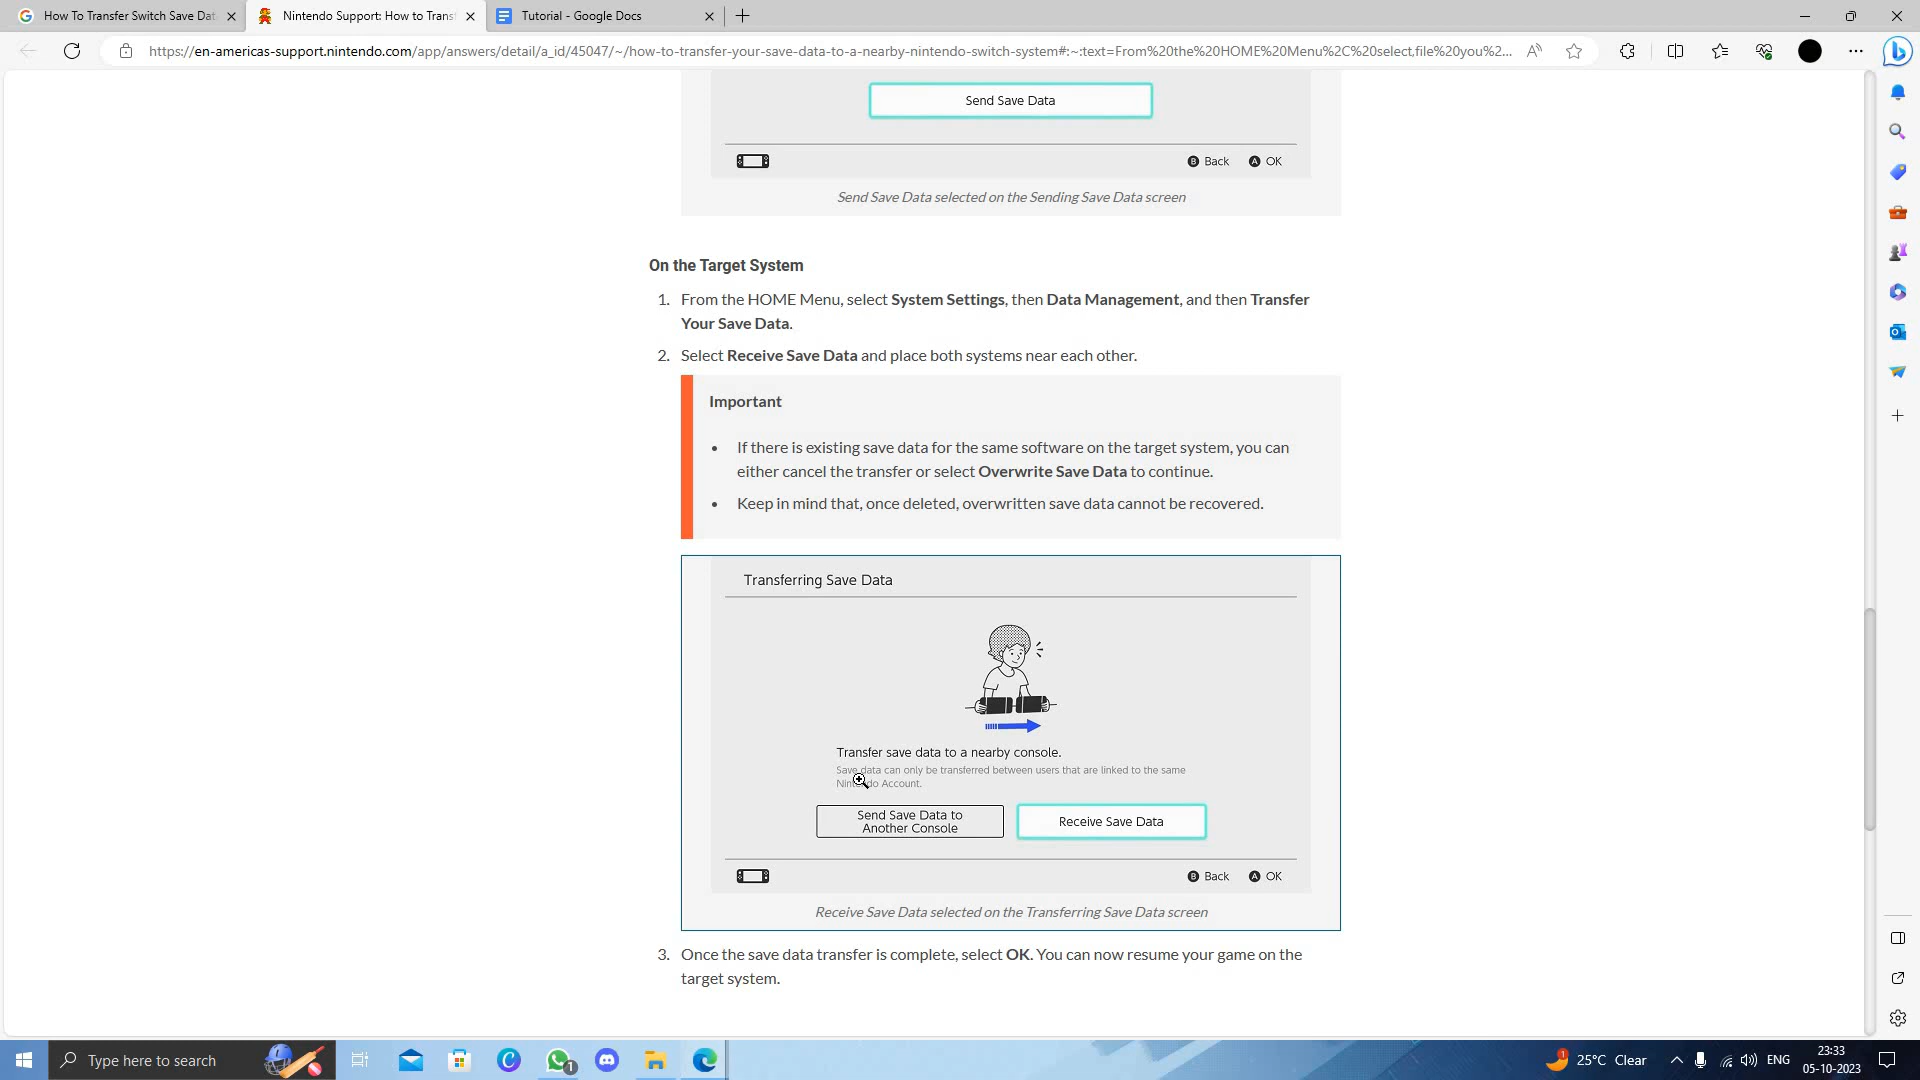 How To Transfer Switch Save Dat
Nintendo Support: How to Transf
Tutorial - Google Docs
https://en-americas-support.nintendo.com/app/answers/detail/a_id/45047/~/how-to-transfer-your-save-data-to-a-nearby-nintendo-switch-system#:~:text=From%20the%20HOME%20Menu%2C%20select,file%20you%2...
Send Save Data
B Back A OK
Send Save Data selected on the Sending Save Data screen
On the Target System
1. From the HOME Menu, select System Settings, then Data Management, and then Transfer
Your Save Data.
2. Select Receive Save Data and place both systems near each other.
Important
• If there is existing save data for the same software on the target system, you can
either cancel the transfer or select Overwrite Save Data to continue.
• Keep in mind that, once deleted, overwritten save data cannot be recovered.
Transferring Save Data
Transfer save data to a nearby console.
Save data can only be transferred between users that are linked to the same
Nintendo Account.
Send Save Data to
Another Console
Receive Save Data
B Back A OK
Receive Save Data selected on the Transferring Save Data screen
3. Once the save data transfer is complete, select OK. You can now resume your game on the
target system.
Type here to search
1
1
25°C Clear
ENG
23:33
05-10-2023